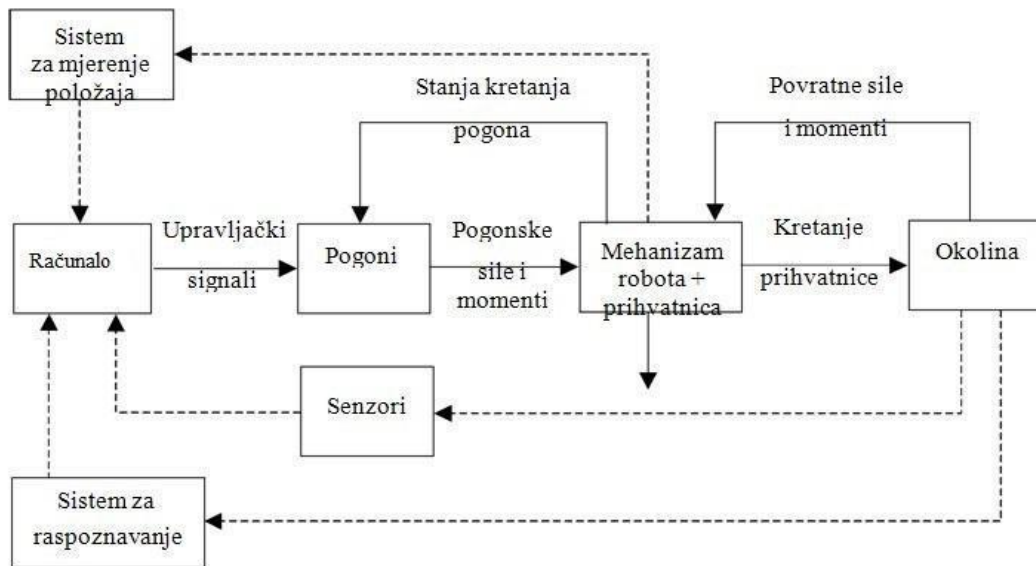 Sistem
za mjerenje
položaja
Stanja kretanja
pogona
Povratne sile
i momenti
Računalo
Upravljački
signali
Pogoni
Pogonske
sile i
momenti
Mehanizam
robota +
prihvatnica
Kretanje
prihvatnice
Okolina
Senzori
Sistem za
raspoznavanje